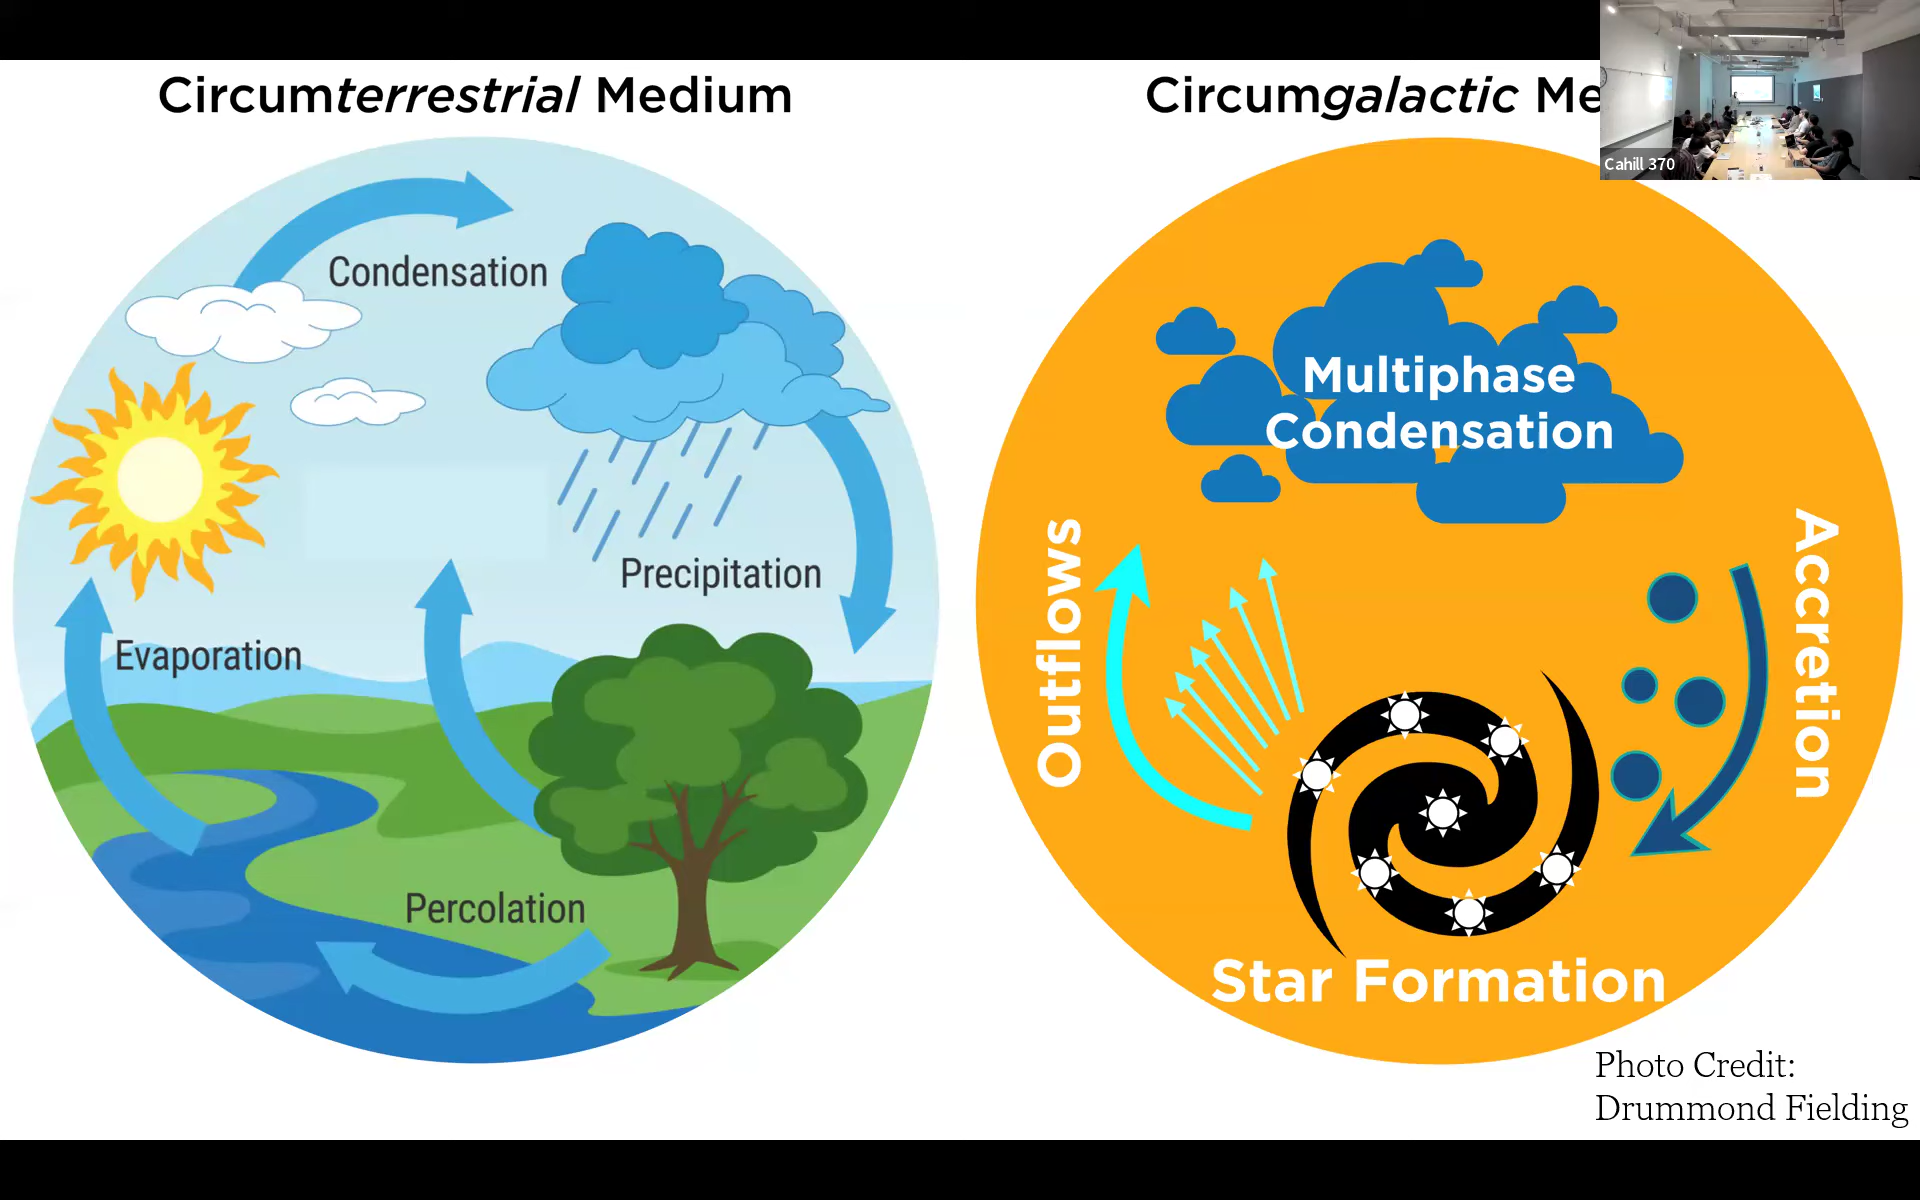 Circumterrestrial Medium
Circumgalactic Me
Cahill 370
Condensation
Precipitation
Evaporation
Percolation
Multiphase
Condensation
Outflows
Accretion
Star Formation
Photo Credit:
Drummond Fielding